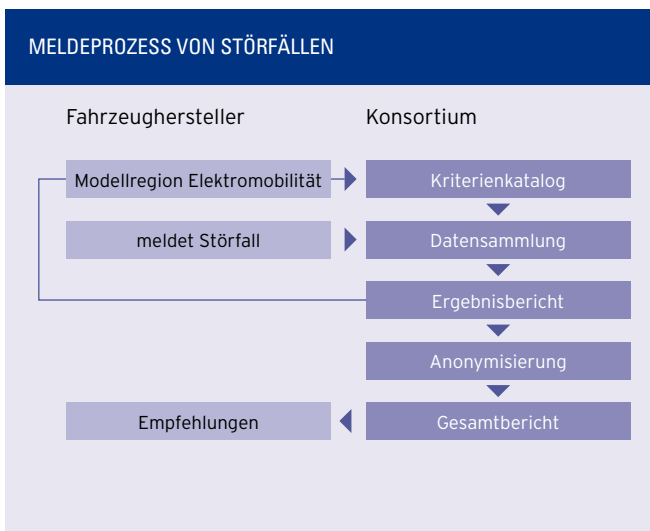 MELDEPROZESS VON STÖRFÄLLEN
Fahrzeughersteller
Konsortium
Modellregion Elektromobilität
Kriterienkatalog
meldet Störfall
Datensammlung
Ergebnisbericht
Anonymisierung
Empfehlungen
Gesamtbericht